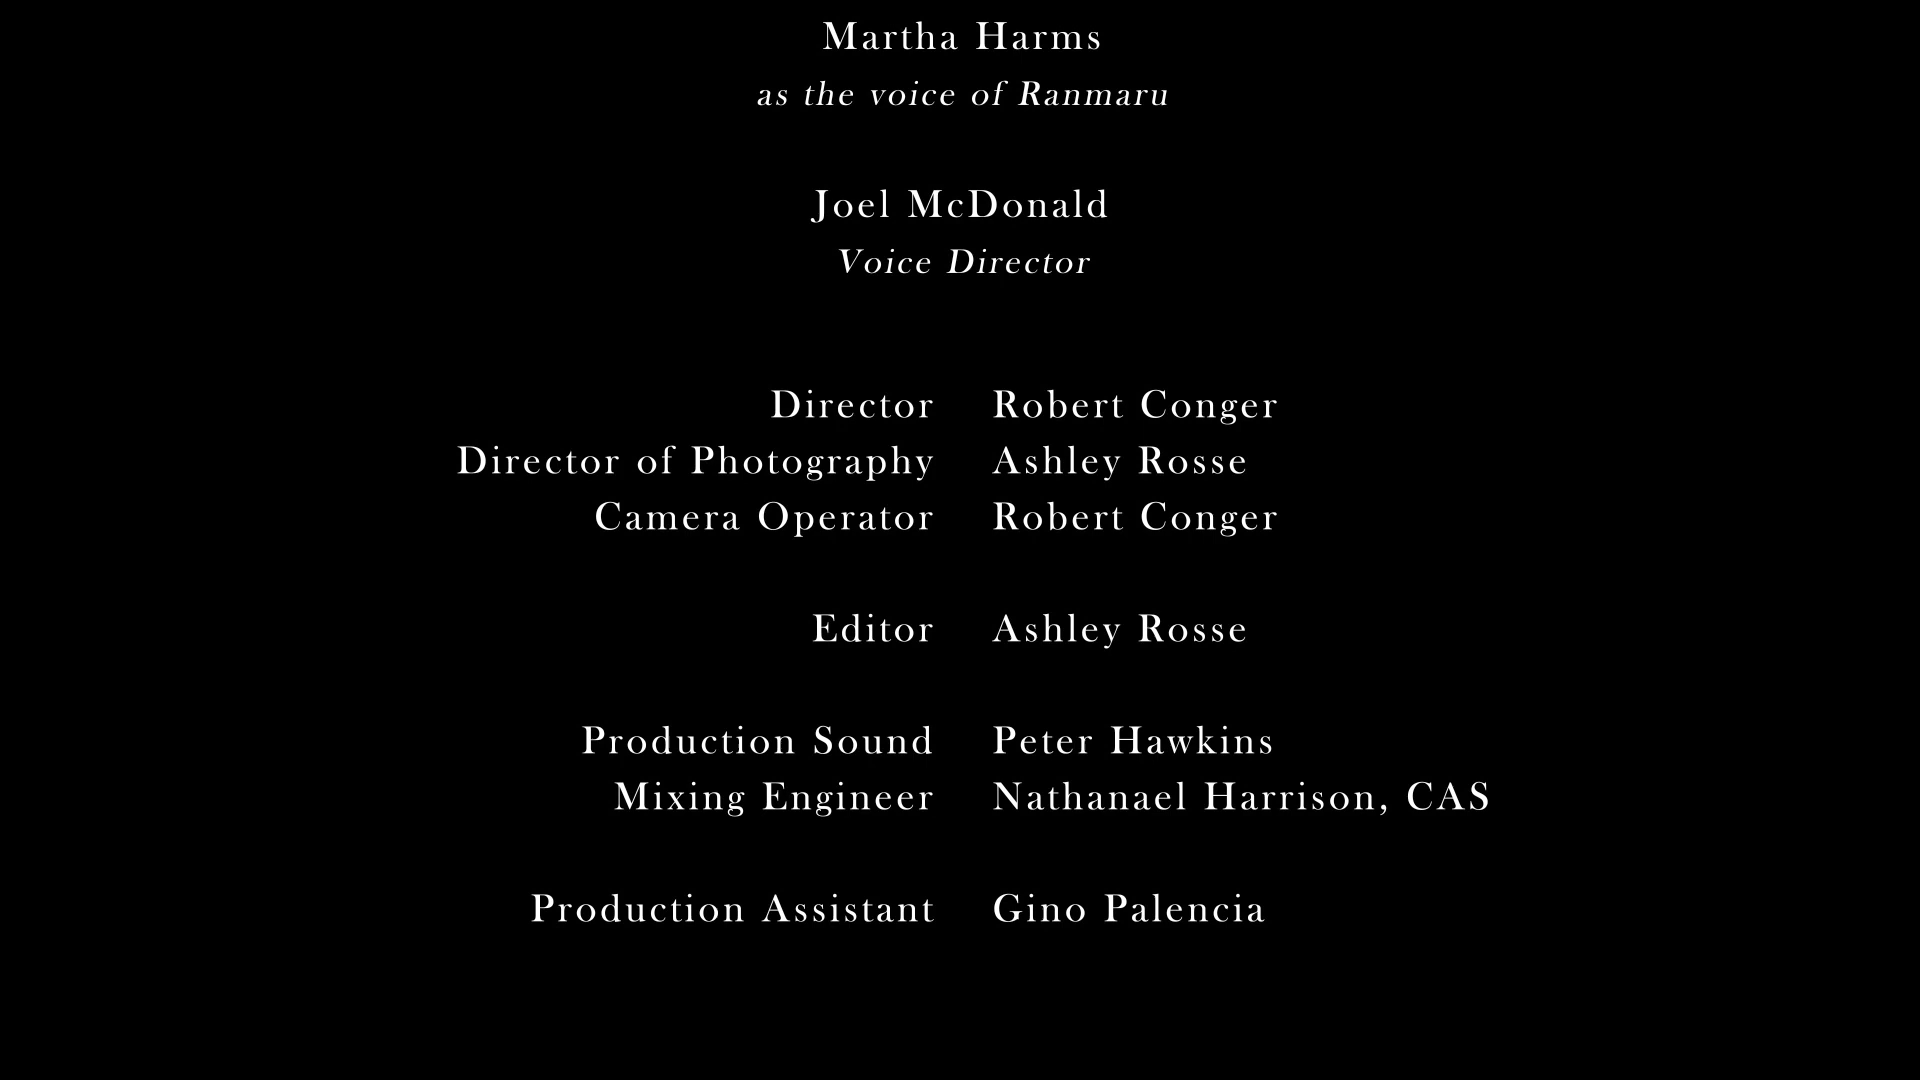 Martha Harms
as the voice of Ranmaru
Joel McDonald
Voice Director
Director Robert Conger
Director of Photography Ashley Rosse
Camera Operator Robert Conger
Editor Ashley Rosse
Production Sound Peter Hawkins
Mixing Engineer Nathanael Harrison, CAS
Production Assistant Gino Palencia